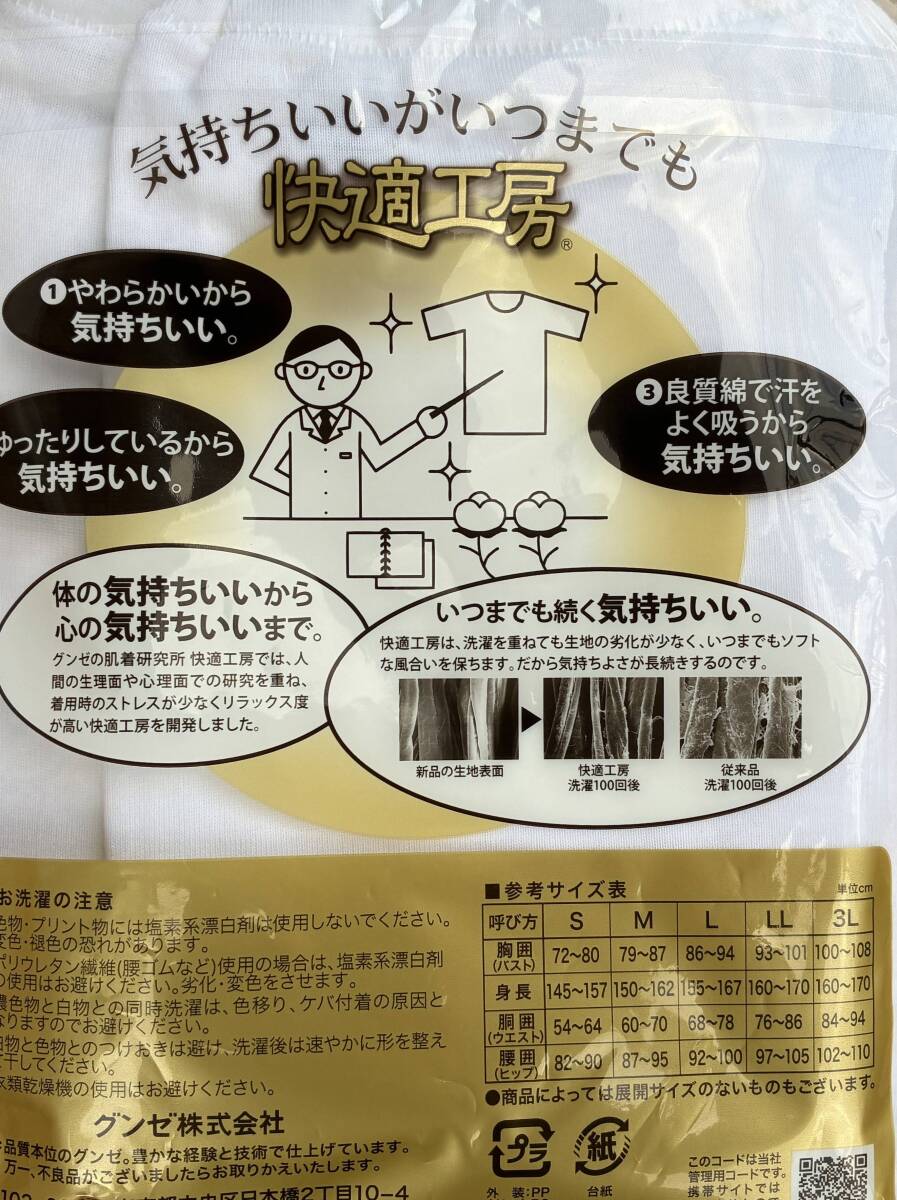 気持ちいいがいつまでも
快適工房®
❶やわらかいから
気持ちいい。
ゆったりしているから
気持ちいい。
❸良質綿で汗を
よく吸うから
気持ちいい。
体の気持ちいいから
心の気持ちいいまで。
グンゼの肌着研究所 快適工房では、人
間の生理面や心理面での研究を重ね、
着用時のストレスが少なくリラックス度
が高い快適工房を開発しました。
いつまでも続く気持ちいい。
快適工房は、洗濯を重ねても生地の劣化が少なく、いつまでもソフト
な風合いを保ちます。だから気持ちよさが長続きするのです。
新品の生地表面
快適工房
洗濯100回後
従来品
洗濯100回後
お洗濯の注意
色物・プリント物には塩素系漂白剤は使用しないでください。
変色・褪色の恐れがあります。
ポリウレタン繊維(腰ゴムなど)使用の場合は、塩素系漂白剤
の使用はお避けください。劣化・変色をさせます。
濃色物と白物との同時洗濯は、色移り、ケバ付着の原因と
なりますのでお避けください。
白物と色物とのつけおきは避け、洗濯後は速やかに形を整え
干してください。
衣類乾燥機の使用はお避けください。
グンゼ株式会社
品質本位のグンゼ。豊かな経験と技術で仕上げています。
万一、不良品がございましたらお取りかえいたします。
都中央区日本橋2丁目10-4
■参考サイズ表
単位cm
呼び方 S M L LL 3L
胸囲(バスト) 72〜80 79〜87 86〜94 93〜101 100〜108
身長 145〜157 150〜162 155〜167 160〜170 160〜170
胴囲(ウエスト) 54〜64 60〜70 68〜78 76〜86 84〜94
腰囲(ヒップ) 82〜90 87〜95 92〜100 97〜105 102〜110
●商品によっては展開サイズのないものもございます。
プラ
紙
外装:PP
台紙
このコードは当社
管理用コードです。
携帯サイトでは